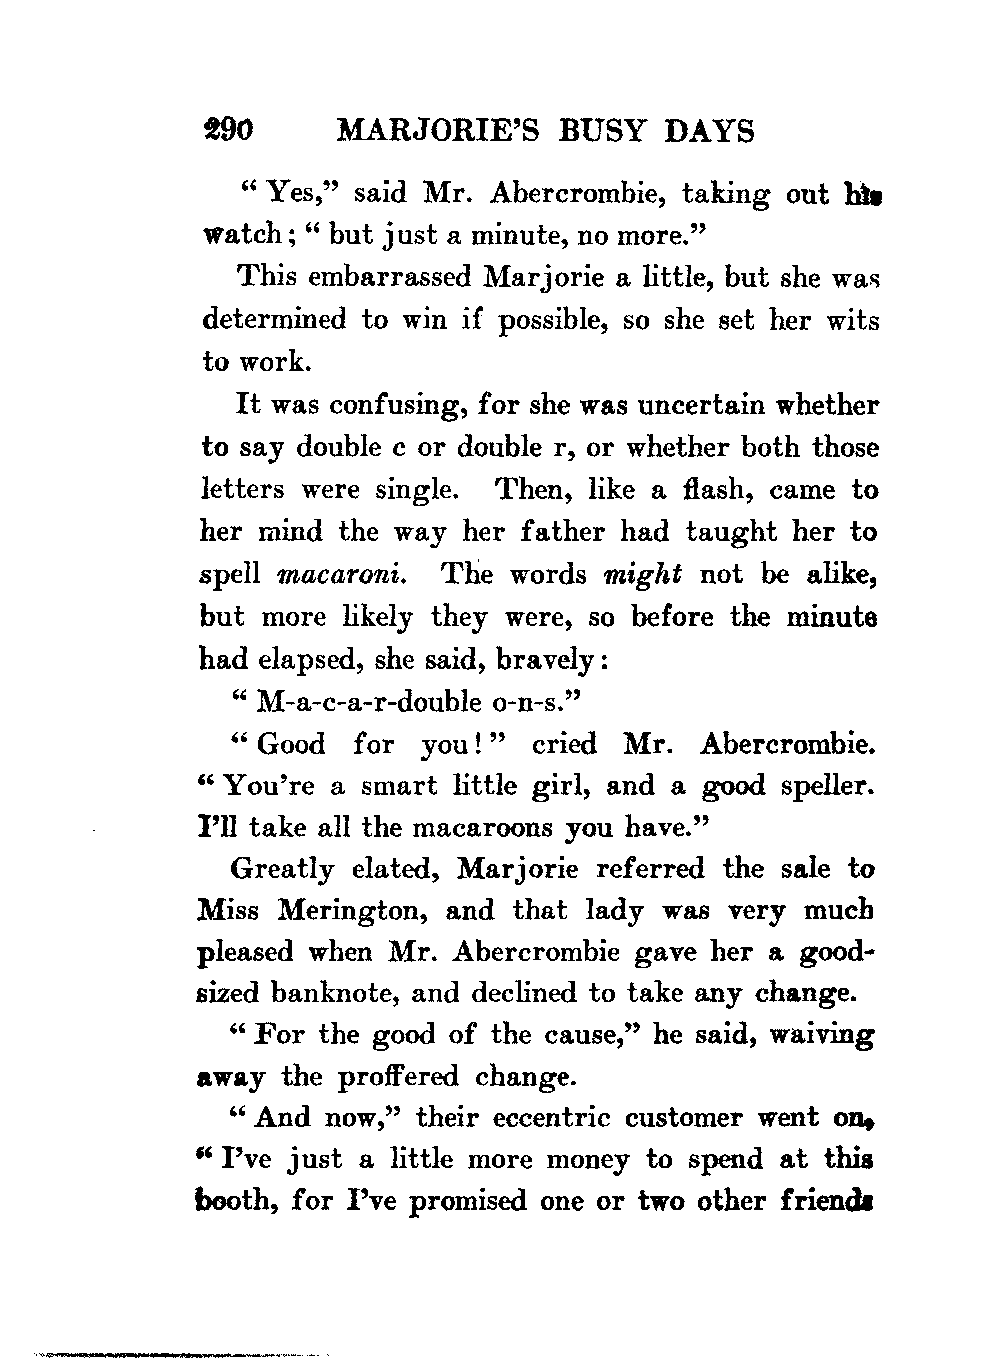 290 MARJORIE'S BUSY DAYS
“ Yes,” said Mr. Abercrombie, taking out his
watch ; “ but just a minute, no more.”
This embarrassed Marjorie a little, but she was
determined to win if possible, so she set her wits
to work.
It was confusing, for she was uncertain whether
to say double c or double r, or whether both those
letters were single. Then, like a flash, came to
her mind the way her father had taught her to
spell macaroni. The words might not be alike,
but more likely they were, so before the minute
had elapsed, she said, bravely :
“ M-a-c-a-r-double o-n-s.”
“ Good for you! ” cried Mr. Abercrombie.
“ You're a smart little girl, and a good speller.
I'll take all the macaroons you have.”
Greatly elated, Marjorie referred the sale to
Miss Merington, and that lady was very much
pleased when Mr. Abercrombie gave her a good-
sized banknote, and declined to take any change.
“ For the good of the cause,” he said, waiving
away the proffered change.
“ And now,” their eccentric customer went on,
“ I've just a little more money to spend at this
booth, for I've promised one or two other friends